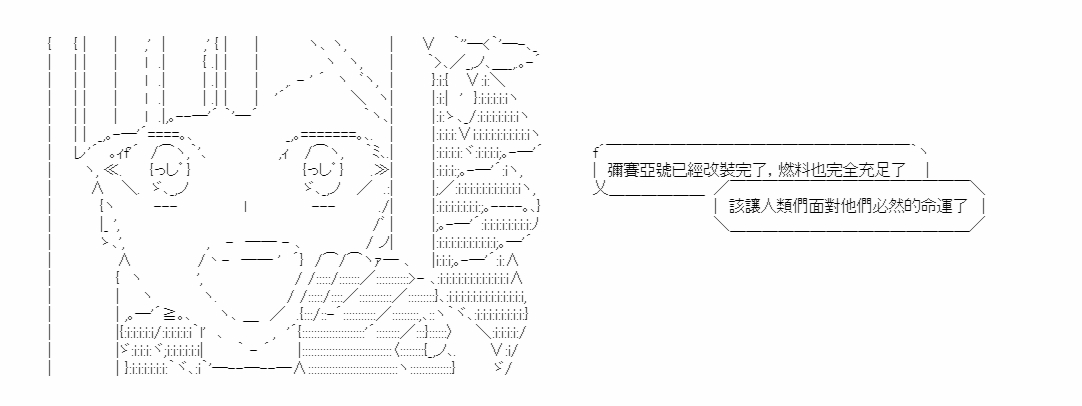 彌賽亞號已經改裝完了, 燃料也完全充足了
該讓人類們面對他們必然的命運了